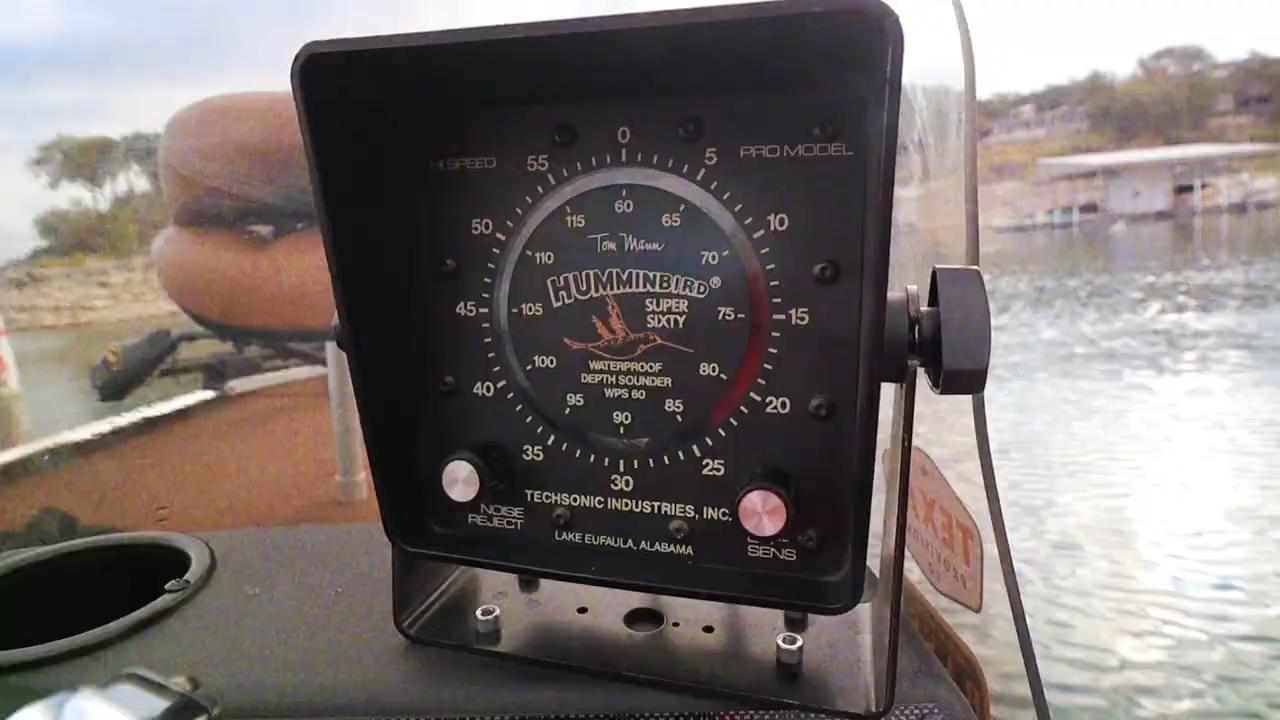 HI SPEED
PRO MODEL
0
5
10
15
20
25
30
35
40
45
50
55
60
65
70
75
80
85
90
95
100
105
110
115
Tom Mann
HUMMINBIRD®
SUPER
SIXTY
WATERPROOF
DEPTH SOUNDER
WPS 60
TECHSONIC INDUSTRIES, INC.
LAKE EUFAULA, ALABAMA
NOISE
REJECT
SENS